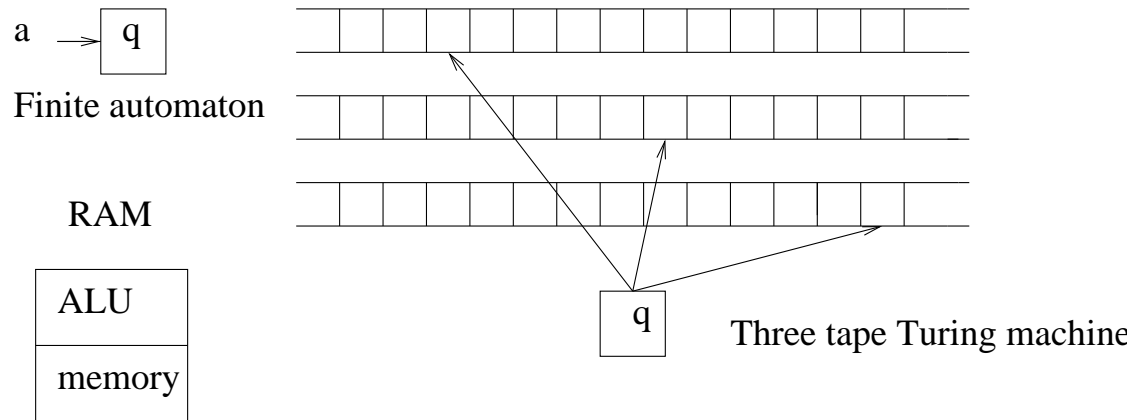 a
q
Finite automaton
RAM
ALU
memory
q
Three tape Turing machine